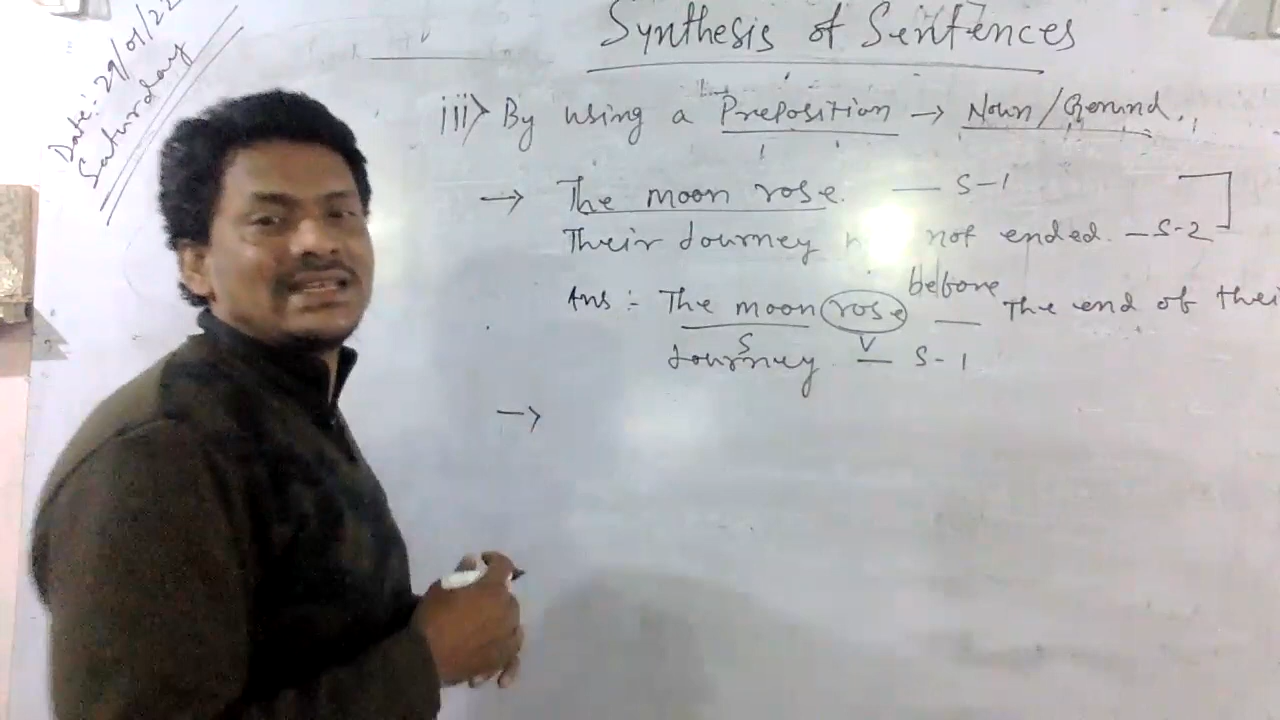 Date:- 29/01/22
Saturday
Synthesis of Sentences
iii> By using a Preposition → Noun/Gerund.
→ The moon rose. — S-1
Their Journey not ended. — S-2
before
Ans :- The moon rose — The end of thei
S V
Journey — S-1
→